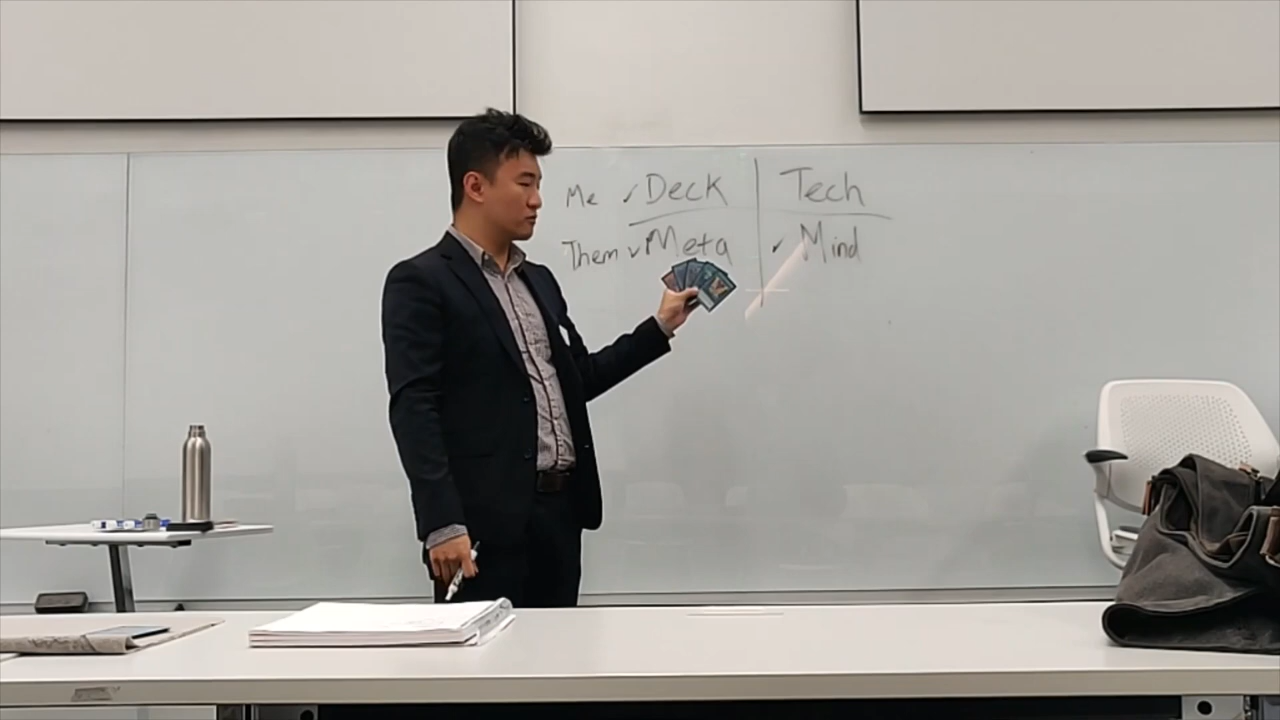 Me ✓Deck | Tech
Them ✓Meta | ✓Mind